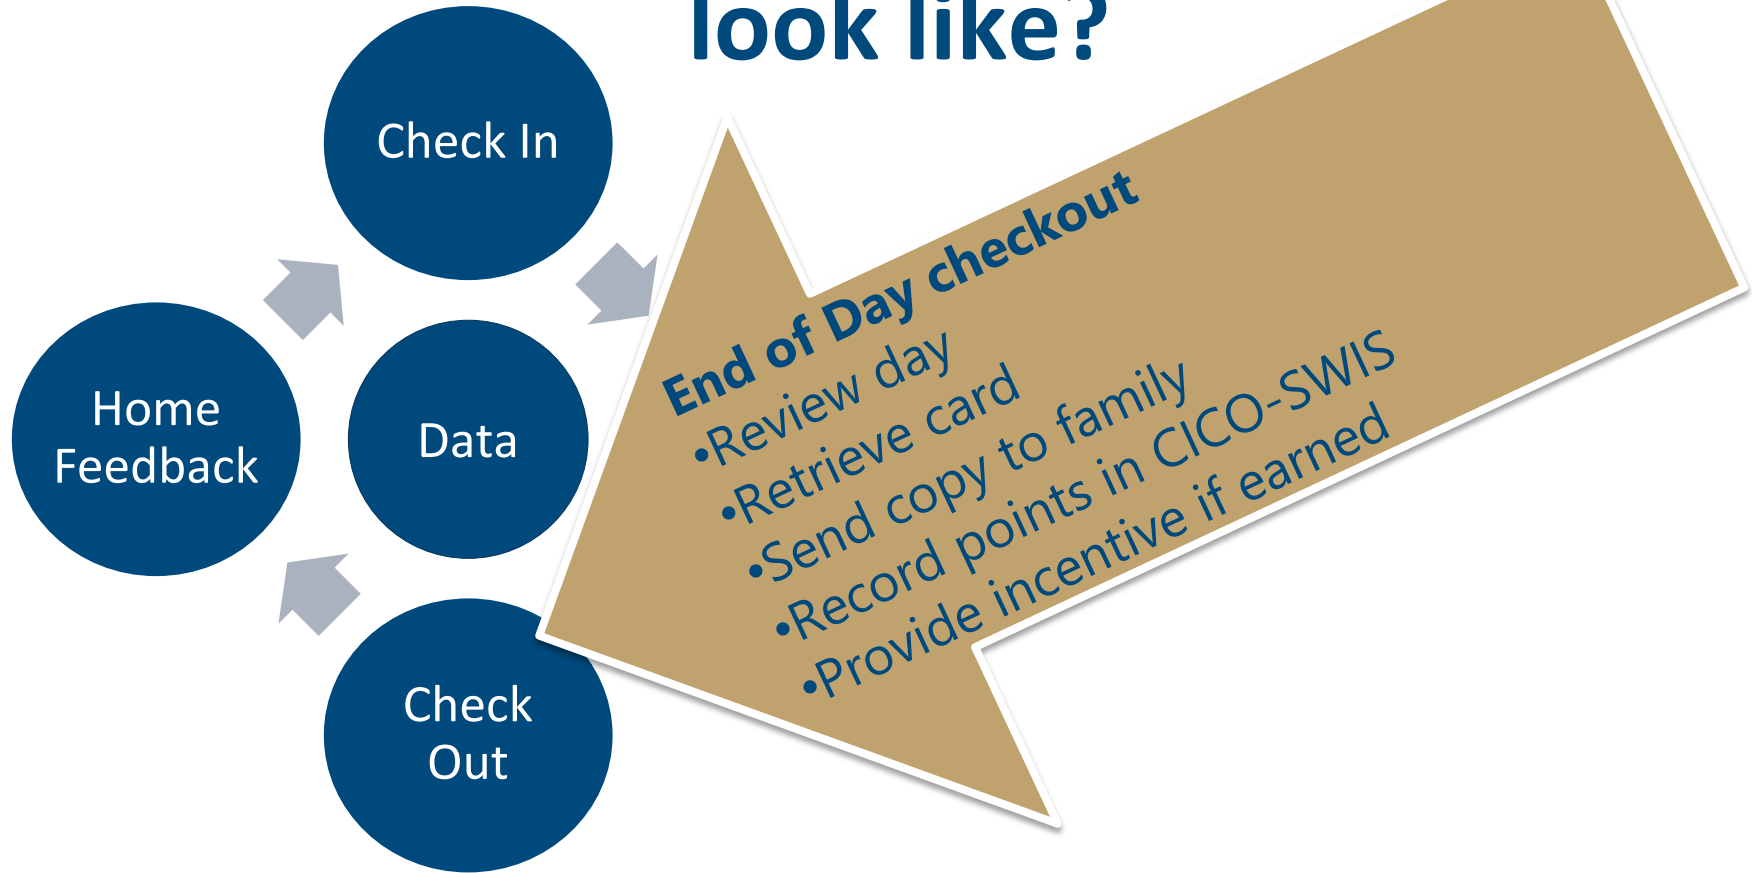 look like?
Check In
Home
Feedback
Data
Check
Out
End of Day checkout
•Review day
•Retrieve card
•Send copy to family
•Record points in CICO-SWIS
•Provide incentive if earned